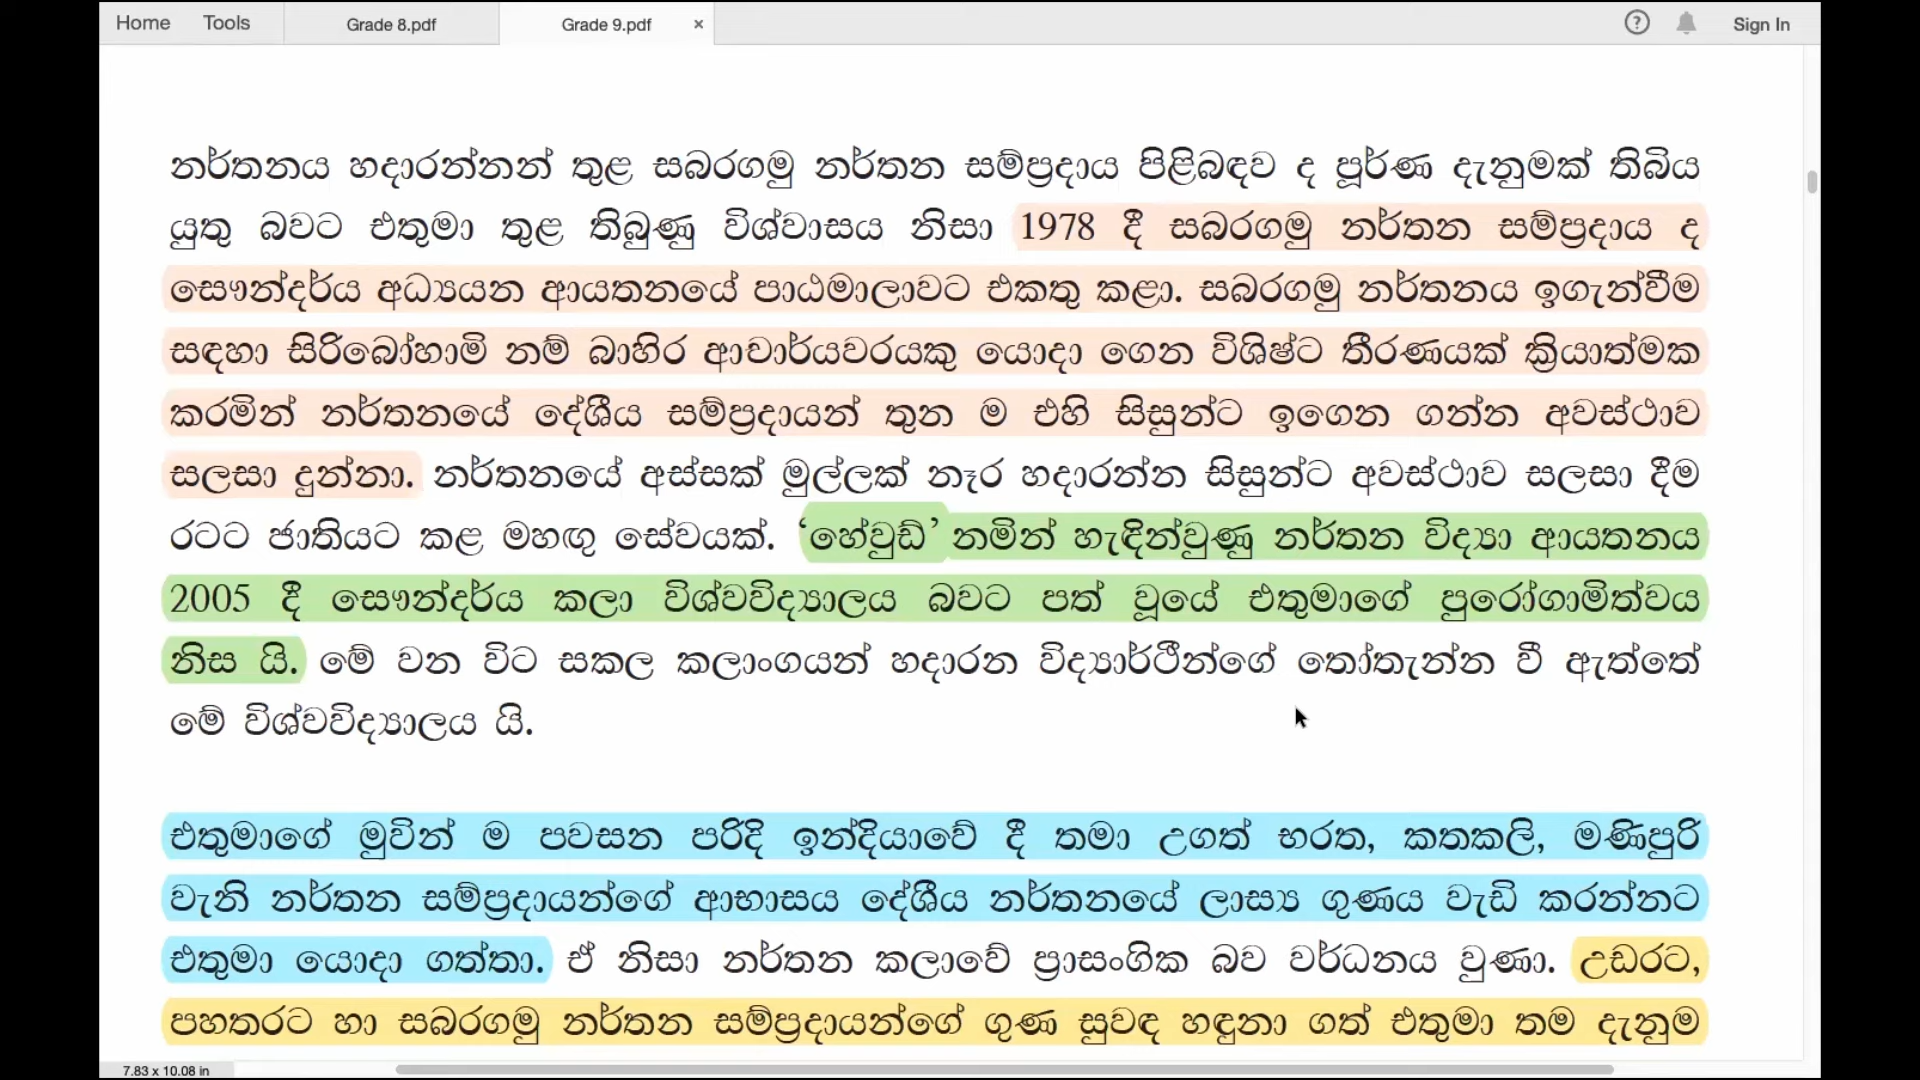 Home Tools Grade 8.pdf Grade 9.pdf × ? Sign In
නර්තනය හදාරන්නන් තුළ සබරගමු නර්තන සම්ප්‍රදාය පිළිබඳව ද පූර්ණ දැනුමක් තිබිය
යුතු බවට එතුමා තුළ තිබුණු විශ්වාසය නිසා 1978 දී සබරගමු නර්තන සම්ප්‍රදාය ද
සෞන්දර්ය අධ්‍යයන ආයතනයේ පාඨමාලාවට එකතු කළා. සබරගමු නර්තනය ඉගැන්වීම
සඳහා සිරිබෝහාමි නම් බාහිර ආචාර්යවරයකු යොදා ගෙන විශිෂ්ට තීරණයක් ක්‍රියාත්මක
කරමින් නර්තනයේ දේශීය සම්ප්‍රදායන් තුන ම එහි සිසුන්ට ඉගෙන ගන්න අවස්ථාව
සලසා දුන්නා. නර්තනයේ අස්සක් මුල්ලක් නෑර හදාරන්න සිසුන්ට අවස්ථාව සලසා දීම
රටට ජාතියට කළ මහඟු සේවයක්. ‘හේවුඩ්’ නමින් හැඳින්වුණු නර්තන විද්‍යා ආයතනය
2005 දී සෞන්දර්ය කලා විශ්වවිද්‍යාලය බවට පත් වූයේ එතුමාගේ පුරෝගාමිත්වය
නිස යි. මේ වන විට සකල කලාංගයන් හදාරන විද්‍යාර්ථීන්ගේ තෝතැන්න වී ඇත්තේ
මේ විශ්වවිද්‍යාලය යි.
එතුමාගේ මුවින් ම පවසන පරිදි ඉන්දියාවේ දී තමා උගත් භරත, කතකලි, මණිපුරි
වැනි නර්තන සම්ප්‍රදායන්ගේ ආභාසය දේශීය නර්තනයේ ලාස්‍ය ගුණය වැඩි කරන්නට
එතුමා යොදා ගත්තා. ඒ නිසා නර්තන කලාවේ ප්‍රාසංගික බව වර්ධනය වුණා. උඩරට,
පහතරට හා සබරගමු නර්තන සම්ප්‍රදායන්ගේ ගුණ සුවඳ හඳුනා ගත් එතුමා තම දැනුම
7.83 x 10.08 in